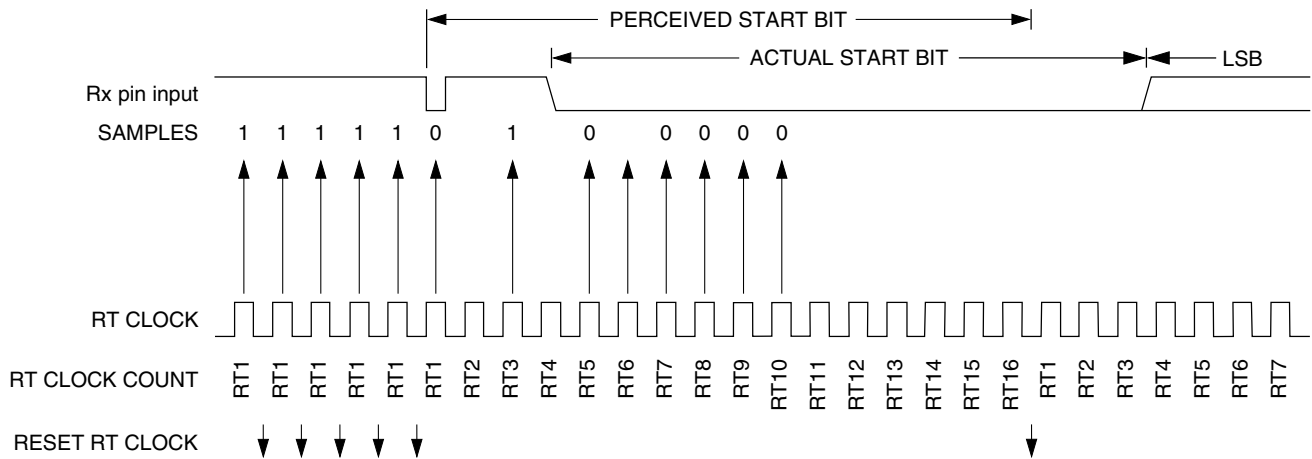 PERCEIVED START BIT
ACTUAL START BIT LSB
Rx pin input
SAMPLES 1 1 1 1 1 0 1 0 0 0 0 0
RT CLOCK
RT CLOCK COUNT RT1 RT1 RT1 RT1 RT1 RT1 RT2 RT3 RT4 RT5 RT6 RT7 RT8 RT9 RT10 RT11 RT12 RT13 RT14 RT15 RT16 RT1 RT2 RT3 RT4 RT5 RT6 RT7
RESET RT CLOCK